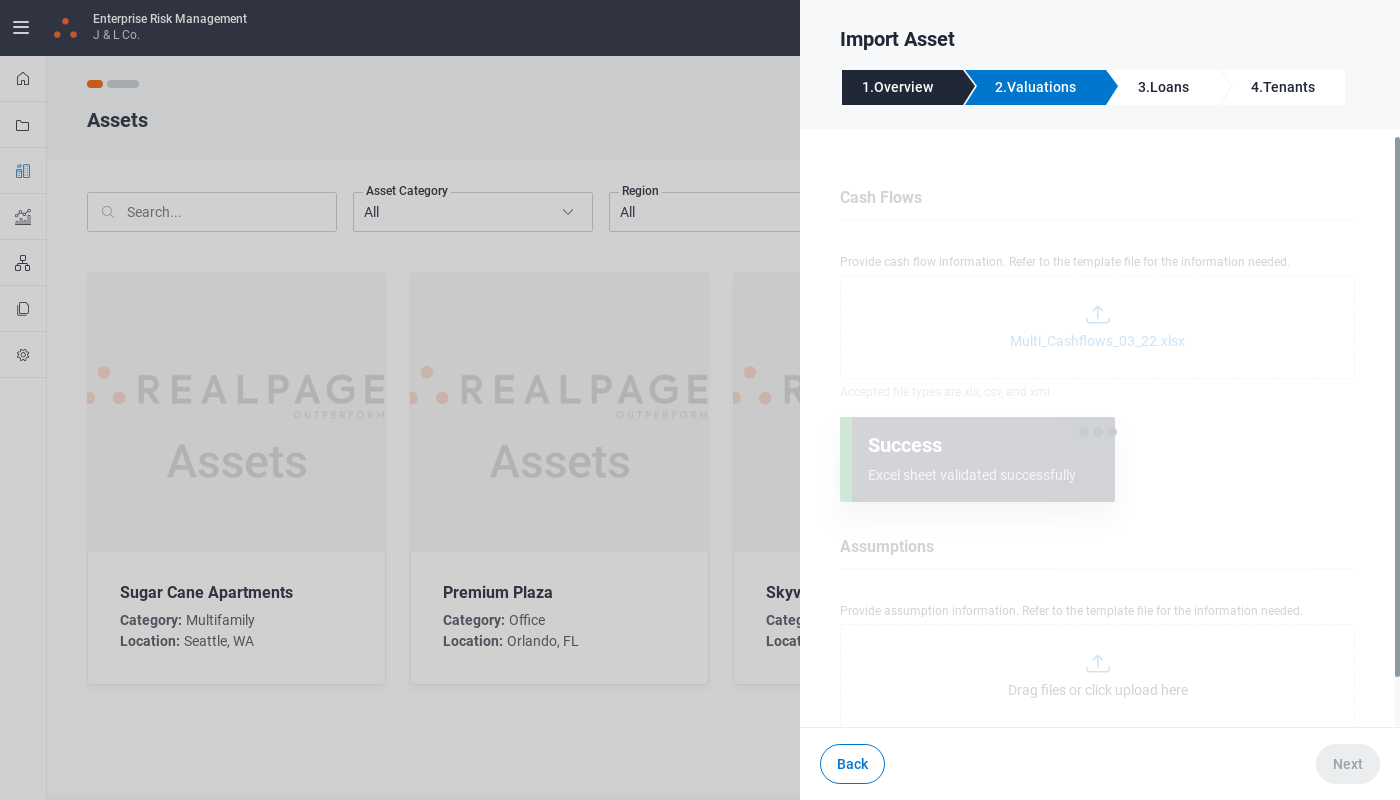 Enterprise Risk Management
J & L Co.
Assets
Search...
Asset Category
All
Region
All
REALPAGE
OUTPERFORM
Assets
REALPAGE
OUTPERFORM
Assets
Sugar Cane Apartments
Category: Multifamily
Location: Seattle, WA
Premium Plaza
Category: Office
Location: Orlando, FL
Skyv
Categ
Locat
Import Asset
1.Overview
2.Valuations
3.Loans
4.Tenants
Cash Flows
Provide cash flow information. Refer to the template file for the information needed.
Multi_Cashflows_03_22.xlsx
Accepted file types are xls, csv, and xml
Success
Excel sheet validated successfully
Assumptions
Provide assumption information. Refer to the template file for the information needed.
Drag files or click upload here
Back
Next